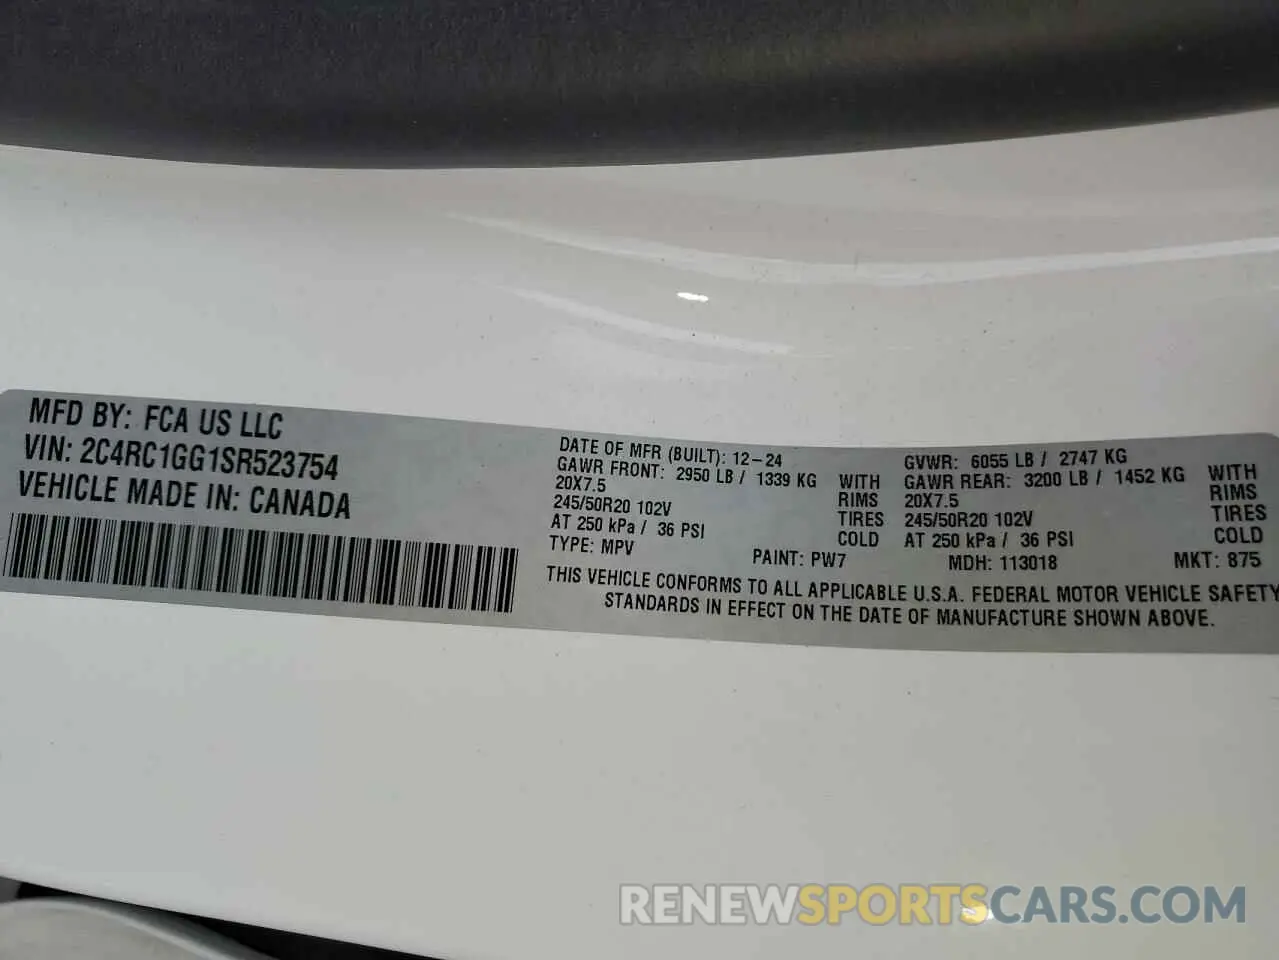 MFD BY: FCA US LLC
VIN: 2C4RC1GG1SR523754
VEHICLE MADE IN: CANADA
DATE OF MFR (BUILT): 12-24
GAWR FRONT: 2950 LB / 1339 KG WITH
20X7.5 RIMS
245/50R20 102V TIRES
AT 250 kPa / 36 PSI COLD
TYPE: MPV PAINT: PW7
GVWR: 6055 LB / 2747 KG
GAWR REAR: 3200 LB / 1452 KG WITH
20X7.5 RIMS
245/50R20 102V TIRES
AT 250 kPa / 36 PSI COLD
MDH: 113018 MKT: 875
THIS VEHICLE CONFORMS TO ALL APPLICABLE U.S.A. FEDERAL MOTOR VEHICLE SAFETY
STANDARDS IN EFFECT ON THE DATE OF MANUFACTURE SHOWN ABOVE.
RENEWSPORTSCARS.COM